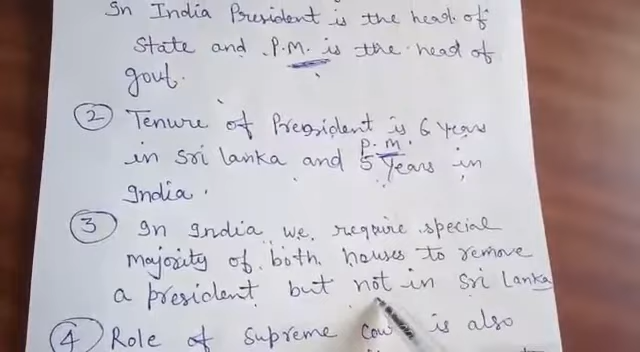 In India President is the head of
State and P.M. is the head of
govt.
② Tenure of President is 6 Years
in Sri lanka and P.M. 5 Years in
India.
③ In India we require special
majority of both houses to remove
a president but not in Sri Lanka
④ Role of Supreme is also